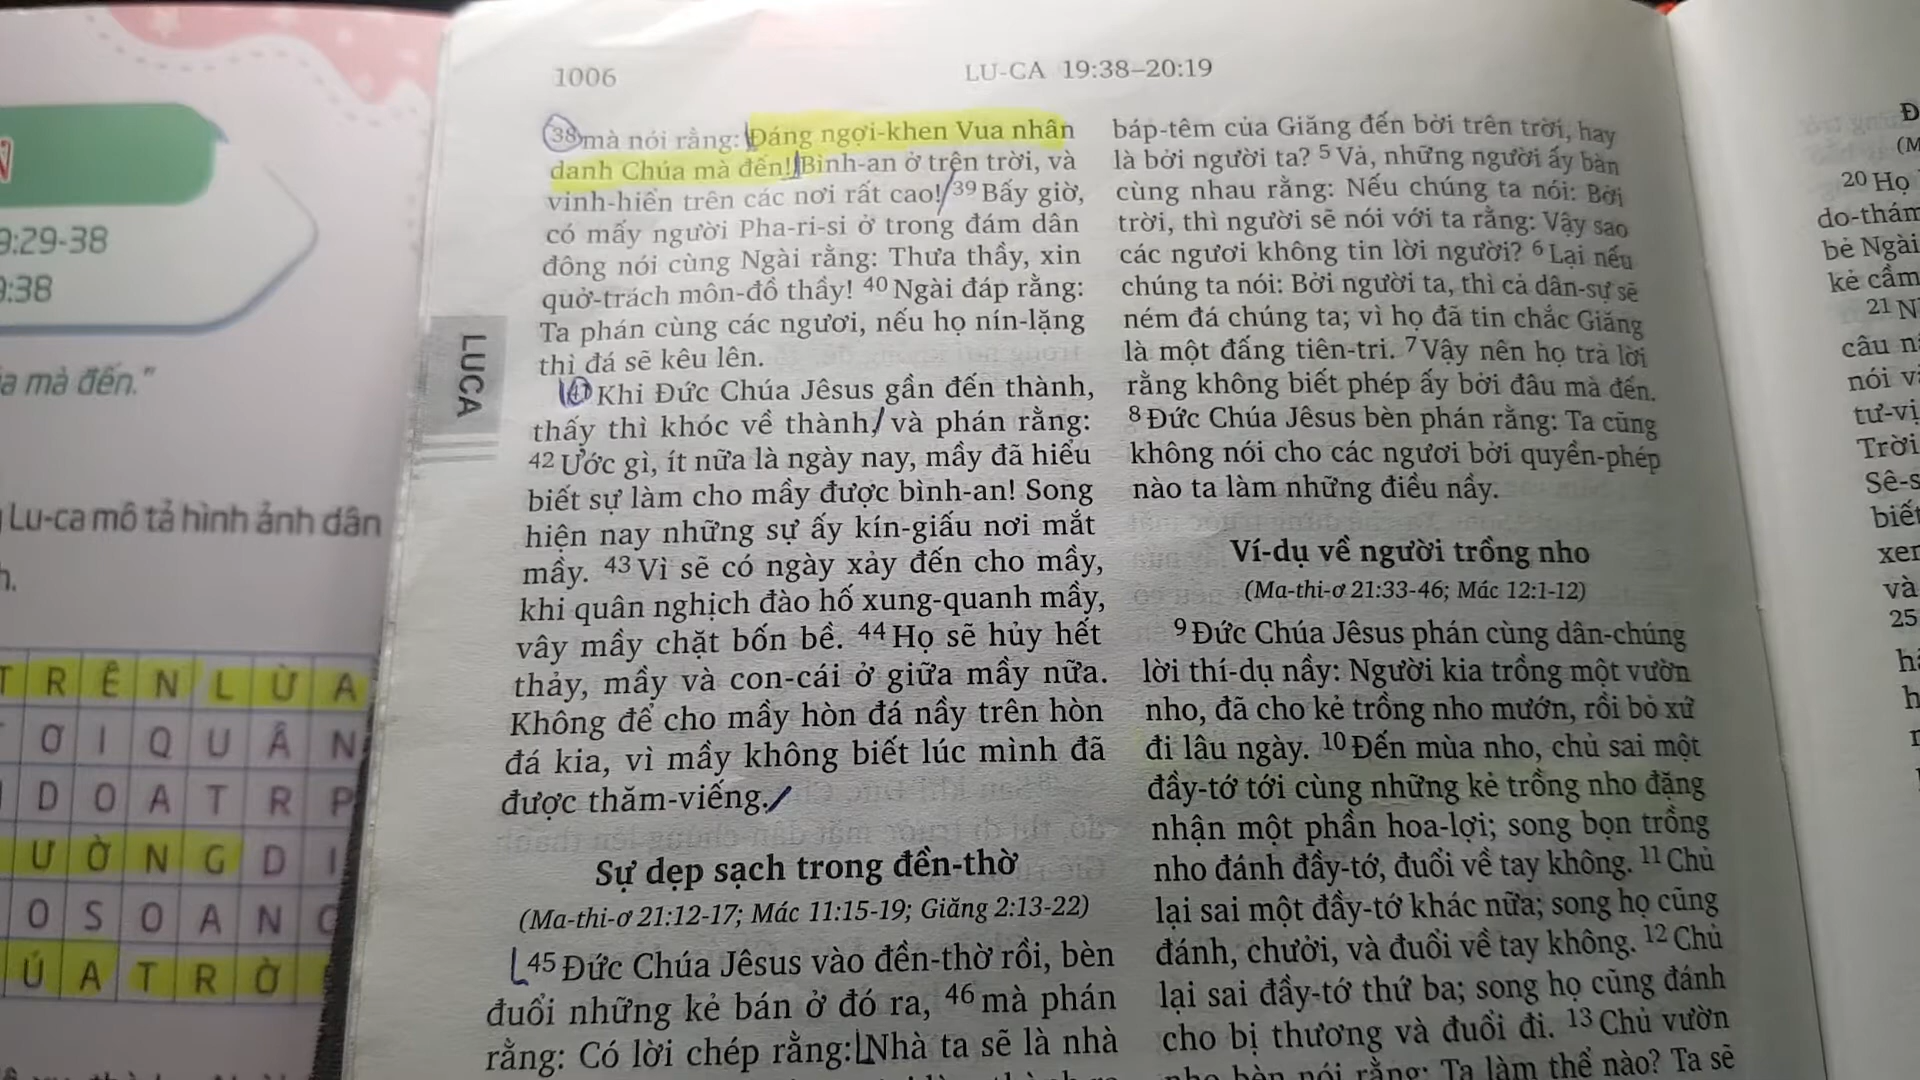 9:29-38
9:38
a mà đến."
Lu-ca mô tả hình ảnh dân
h.
T R Ê N L Ừ A
Ơ I Q U Â N
D O A T R P
Ư Ờ N G D I
O S O A N G
Ú A T R Ờ
1006
LU-CA 19:38–20:19
LUCA
38 mà nói rằng: Đáng ngợi-khen Vua nhân
danh Chúa mà đến! Bình-an ở trên trời, và
vinh-hiển trên các nơi rất cao! 39 Bấy giờ,
có mấy người Pha-ri-si ở trong đám dân
đông nói cùng Ngài rằng: Thưa thầy, xin
quở-trách môn-đồ thầy! 40 Ngài đáp rằng:
Ta phán cùng các ngươi, nếu họ nín-lặng
thì đá sẽ kêu lên.
41 Khi Đức Chúa Jêsus gần đến thành,
thấy thì khóc về thành, và phán rằng:
42 Ước gì, ít nữa là ngày nay, mầy đã hiểu
biết sự làm cho mầy được bình-an! Song
hiện nay những sự ấy kín-giấu nơi mắt
mầy. 43 Vì sẽ có ngày xảy đến cho mầy,
khi quân nghịch đào hố xung-quanh mầy,
vây mầy chặt bốn bề. 44 Họ sẽ hủy hết
thảy, mầy và con-cái ở giữa mầy nữa.
Không để cho mầy hòn đá nầy trên hòn
đá kia, vì mầy không biết lúc mình đã
được thăm-viếng.
Sự dẹp sạch trong đền-thờ
(Ma-thi-ơ 21:12-17; Mác 11:15-19; Giăng 2:13-22)
45 Đức Chúa Jêsus vào đền-thờ rồi, bèn
đuổi những kẻ bán ở đó ra, 46 mà phán
rằng: Có lời chép rằng: Nhà ta sẽ là nhà
báp-têm của Giăng đến bởi trên trời, hay
là bởi người ta? 5 Vả, những người ấy bàn
cùng nhau rằng: Nếu chúng ta nói: Bởi
trời, thì người sẽ nói với ta rằng: Vậy sao
các ngươi không tin lời người? 6 Lại nếu
chúng ta nói: Bởi người ta, thì cả dân-sự sẽ
ném đá chúng ta; vì họ đã tin chắc Giăng
là một đấng tiên-tri. 7 Vậy nên họ trả lời
rằng không biết phép ấy bởi đâu mà đến.
8 Đức Chúa Jêsus bèn phán rằng: Ta cũng
không nói cho các ngươi bởi quyền-phép
nào ta làm những điều nầy.
Ví-dụ về người trồng nho
(Ma-thi-ơ 21:33-46; Mác 12:1-12)
9 Đức Chúa Jêsus phán cùng dân-chúng
lời thí-dụ nầy: Người kia trồng một vườn
nho, đã cho kẻ trồng nho mướn, rồi bỏ xứ
đi lâu ngày. 10 Đến mùa nho, chủ sai một
đầy-tớ tới cùng những kẻ trồng nho đặng
nhận một phần hoa-lợi; song bọn trồng
nho đánh đầy-tớ, đuổi về tay không. 11 Chủ
lại sai một đầy-tớ khác nữa; song họ cũng
đánh, chưởi, và đuổi về tay không. 12 Chủ
lại sai đầy-tớ thứ ba; song họ cũng đánh
cho bị thương và đuổi đi. 13 Chủ vườn
nho bèn nói rằng: Ta làm thể nào? Ta sẽ
Đ
(M
20 Họ
do-thám
bẻ Ngài
kẻ cầm
21 N
câu n
nói v
tư-vị
Trời
Sê-s
biết
xer
và
25
h